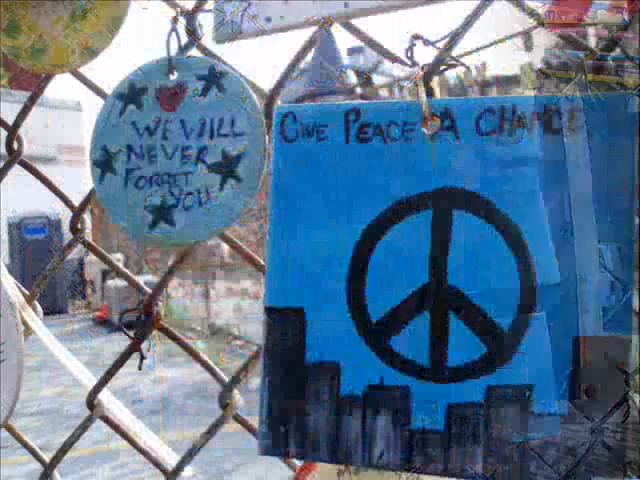 WE WILL
NEVER
FORGET
YOU
GIVE PEACE A CHANCE